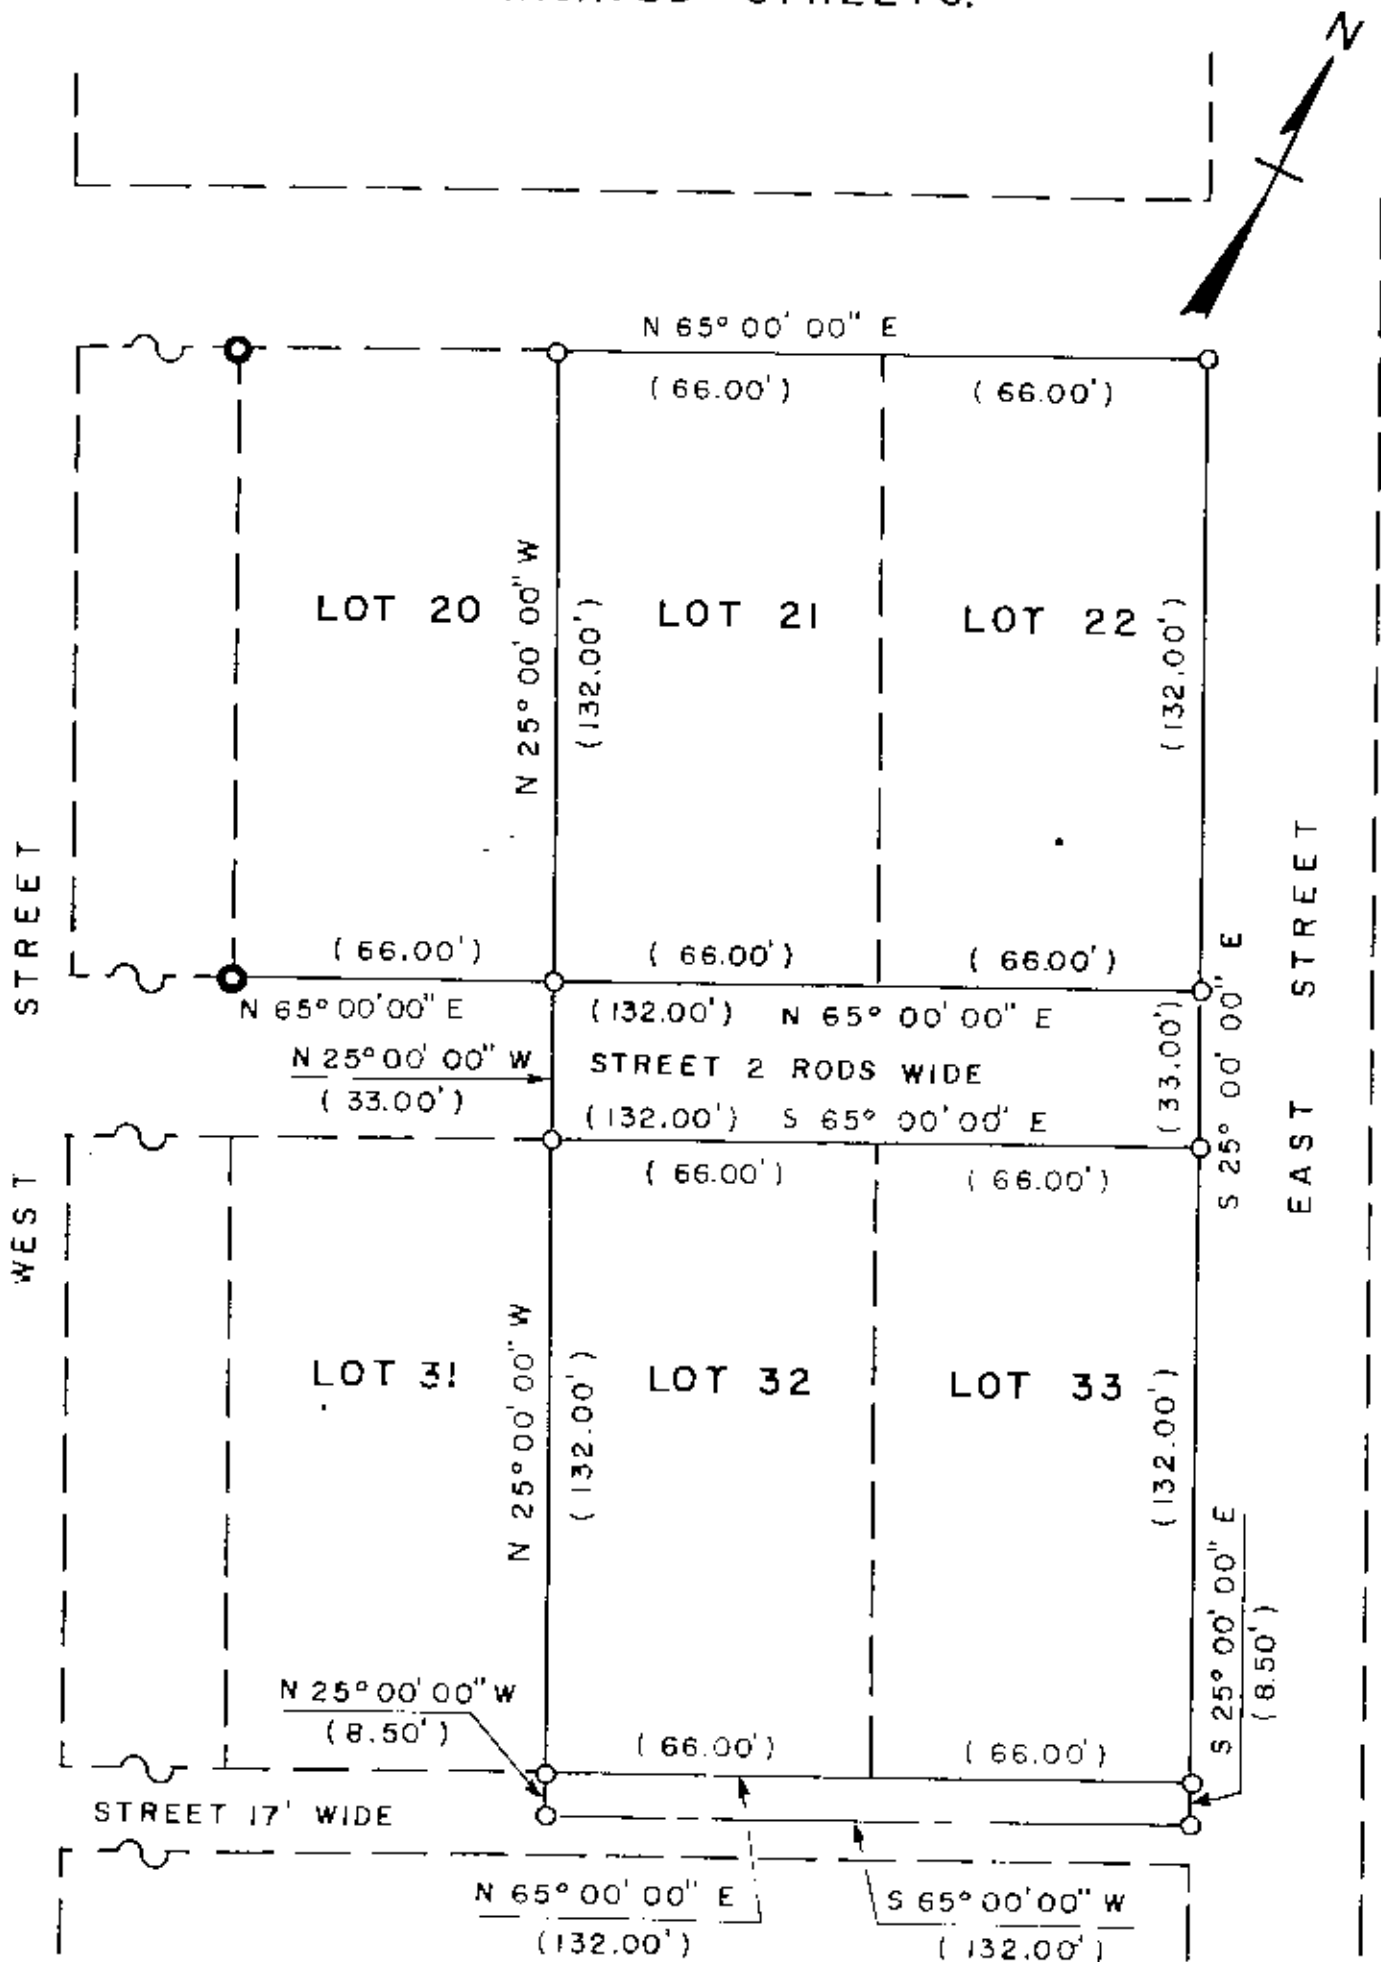 STREETS.
N
N 65° 00' 00" E
(66.00')
(66.00')
LOT 20
N 25° 00' 00" W
(132.00')
LOT 21
LOT 22
(132.00')
WEST STREET
EAST STREET
(66.00')
(66.00')
(66.00')
N 65° 00' 00" E
(132.00') N 65° 00' 00" E
N 25° 00' 00" W
(33.00')
STREET 2 RODS WIDE
(33.00')
S 25° 00' 00" E
(132.00') S 65° 00' 00" E
(66.00')
(66.00')
LOT 31
N 25° 00' 00" W
(132.00')
LOT 32
LOT 33
(132.00')
S 25° 00' 00" E
(8.50')
N 25° 00' 00" W
(8.50')
(66.00')
(66.00')
STREET 17' WIDE
N 65° 00' 00" E
(132.00')
S 65° 00' 00" W
(132.00')